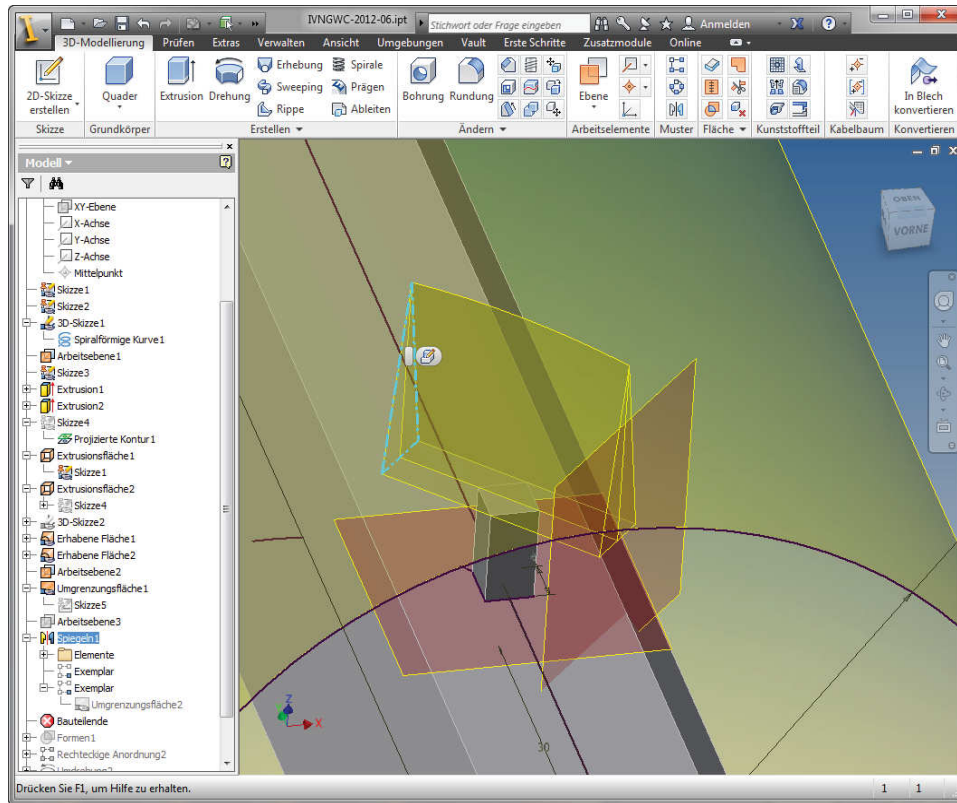 IVNGWC-2012-06.ipt
Stichwort oder Frage eingeben
Anmelden
3D-Modellierung Prüfen Extras Verwalten Ansicht Umgebungen Vault Erste Schritte Zusatzmodule Online
2D-Skizze erstellen
Quader
Extrusion
Drehung
Erhebung
Sweeping
Rippe
Spirale
Prägen
Ableiten
Bohrung
Rundung
Ebene
In Blech konvertieren
Skizze Grundkörper Erstellen Ändern Arbeitselemente Muster Fläche Kunststoffteil Kabelbaum Konvertieren
Modell
XY-Ebene
X-Achse
Y-Achse
Z-Achse
Mittelpunkt
Skizze1
Skizze2
3D-Skizze1
Spiralförmige Kurve1
Arbeitsebene1
Skizze3
Extrusion1
Extrusion2
Skizze4
Projizierte Kontur1
Extrusionsfläche1
Skizze1
Extrusionsfläche2
Skizze4
3D-Skizze2
Erhabene Fläche1
Erhabene Fläche2
Arbeitsebene2
Umgrenzungsfläche1
Skizze5
Arbeitsebene3
Spiegeln1
Elemente
Exemplar
Exemplar
Umgrenzungsfläche2
Bauteilende
Formen1
Rechteckige Anordnung2
OBEN
VORNE
Z
X
30
Drücken Sie F1, um Hilfe zu erhalten.
1 1